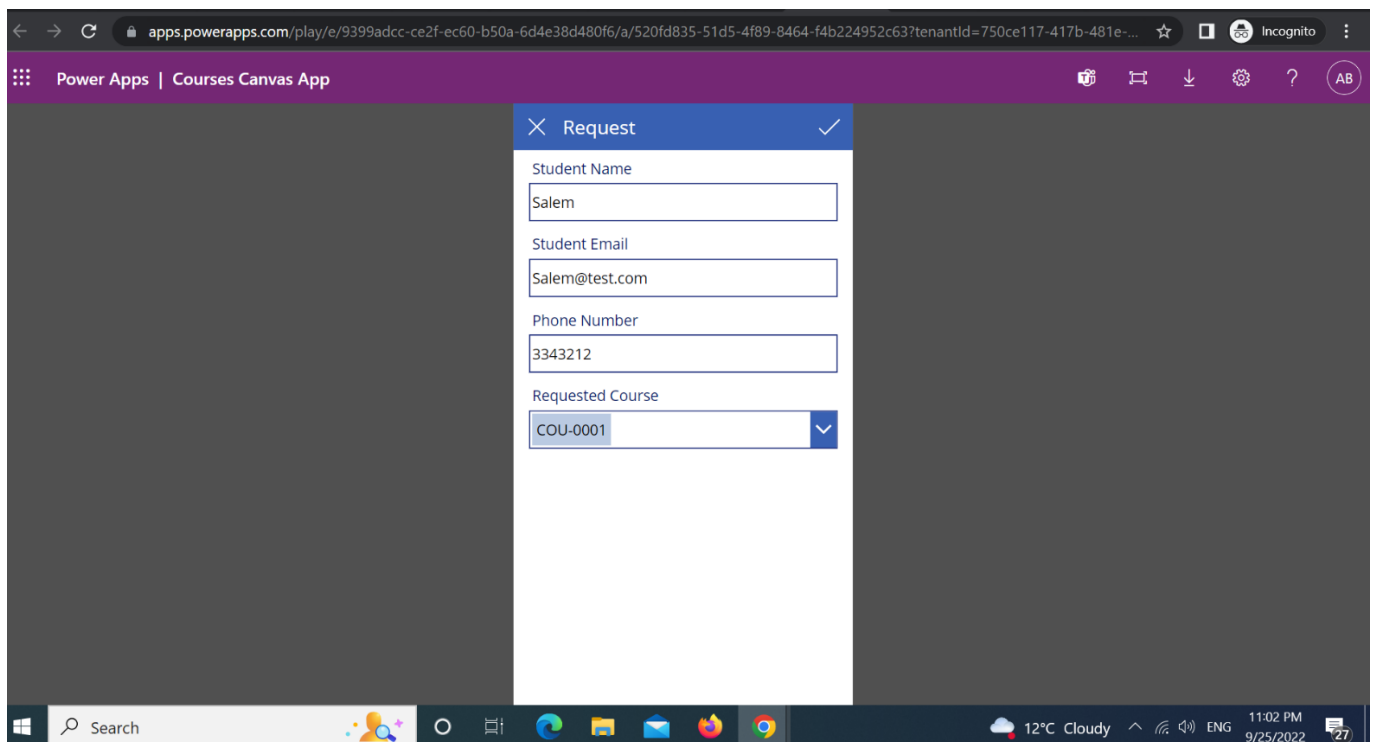 apps.powerapps.com/play/e/9399adcc-ce2f-ec60-b50a-6d4e38d480f6/a/520fd835-51d5-4f89-8464-f4b224952c63?tenantId=750ce117-417b-481e-...
Incognito
Power Apps | Courses Canvas App
AB
Request
Student Name
Salem
Student Email
Salem@test.com
Phone Number
3343212
Requested Course
COU-0001
Search
12°C Cloudy
ENG
11:02 PM
9/25/2022
27